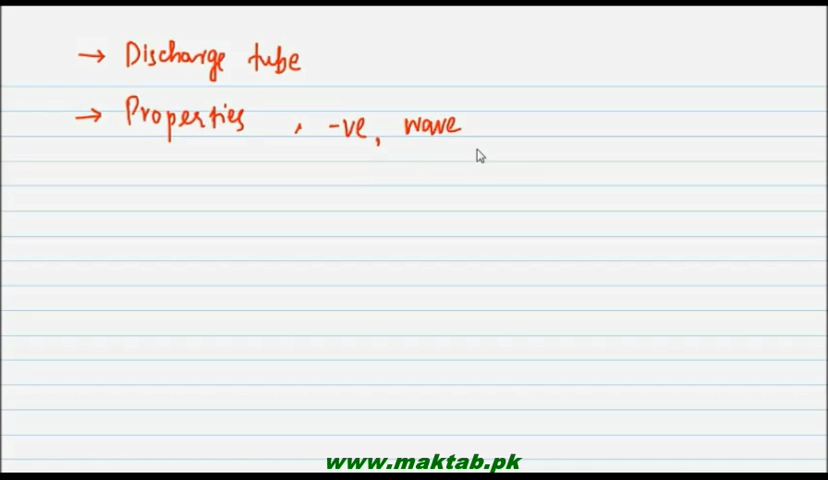 → Discharge tube
→ Properties , -ve, wave
www.maktab.pk